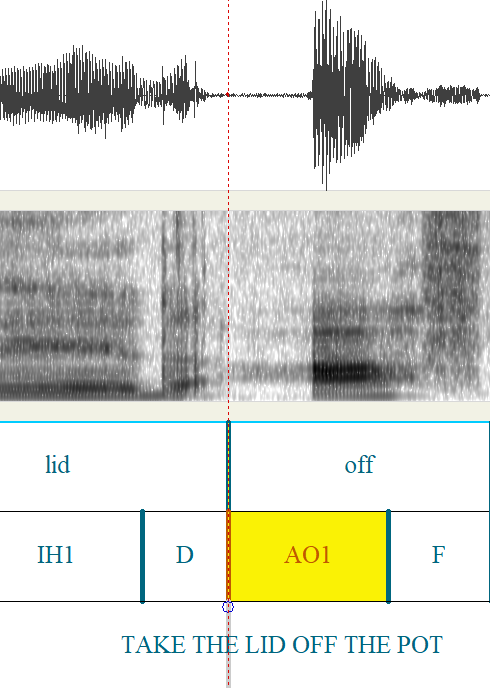 lid off
IH1 D AO1 F
TAKE THE LID OFF THE POT